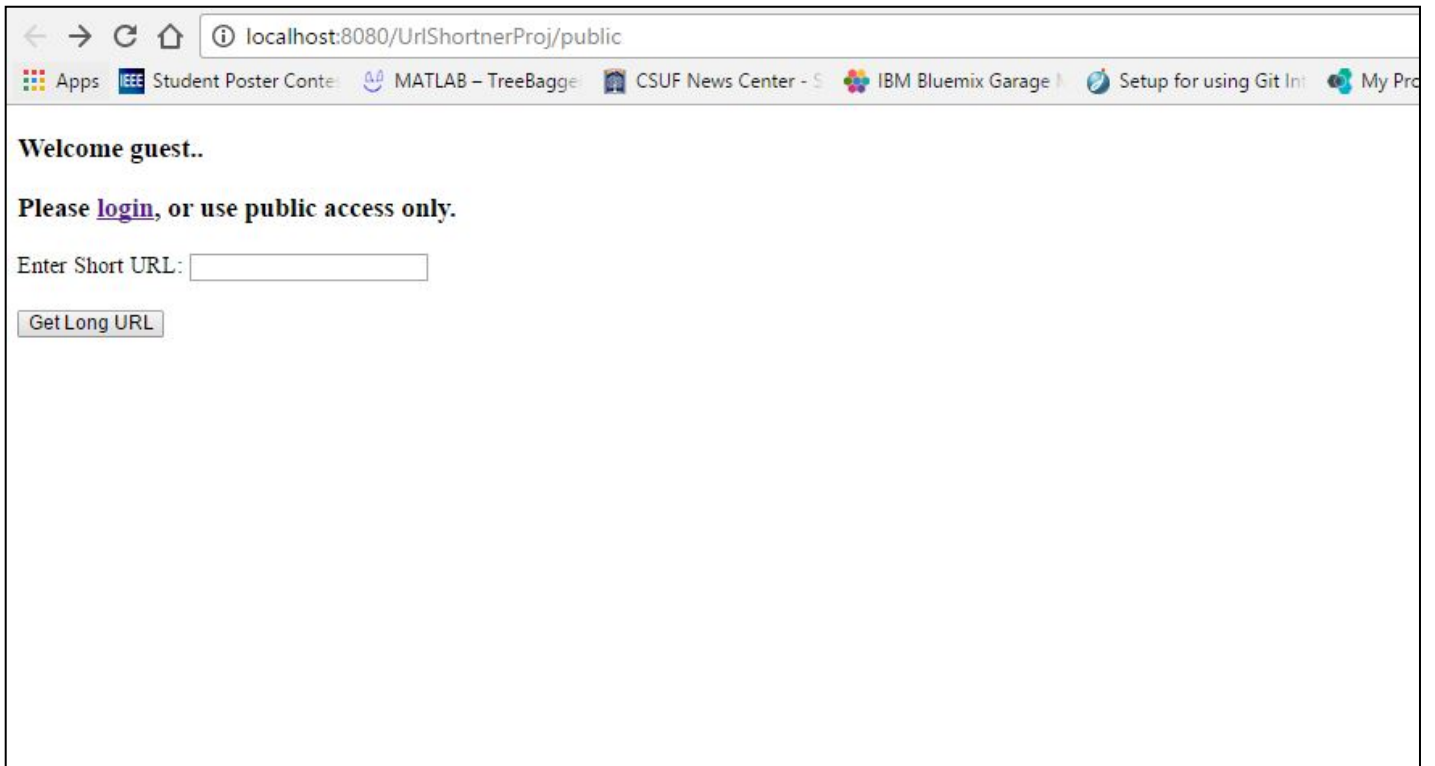 localhost:8080/UrlShortnerProj/public
Apps IEEE Student Poster Conte MATLAB – TreeBagge CSUF News Center - S IBM Bluemix Garage Setup for using Git Int My Pro
Welcome guest..
Please login, or use public access only.
Enter Short URL:
Get Long URL